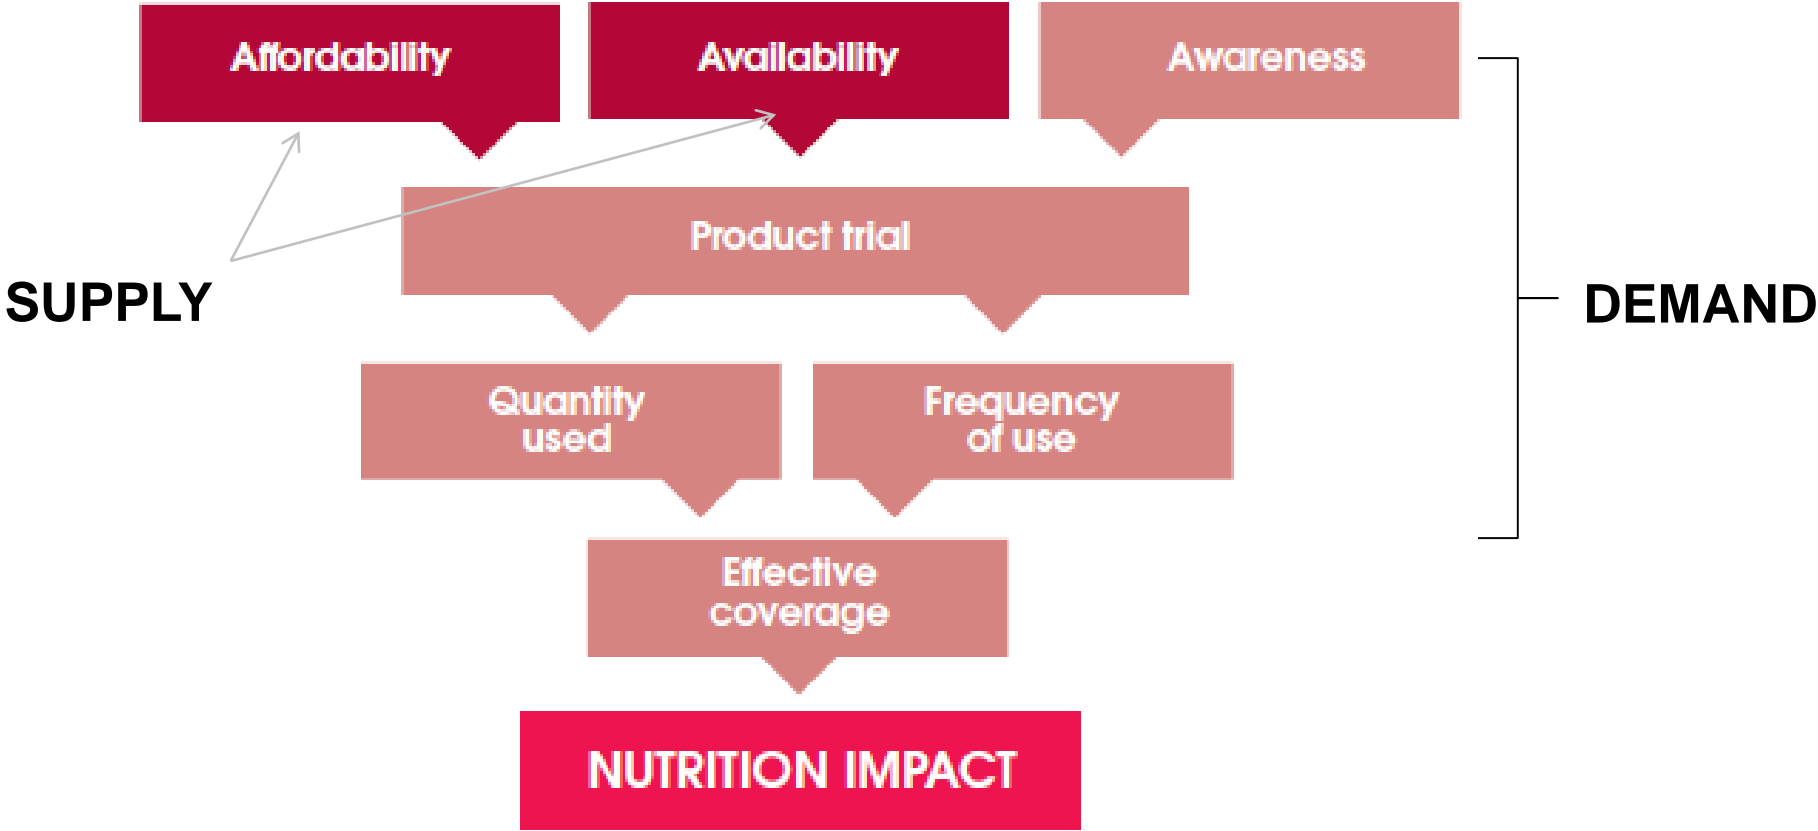 Affordability
Availability
Awareness
Product trial
SUPPLY
DEMAND
Quantity
used
Frequency
of use
Effective
coverage
NUTRITION IMPACT